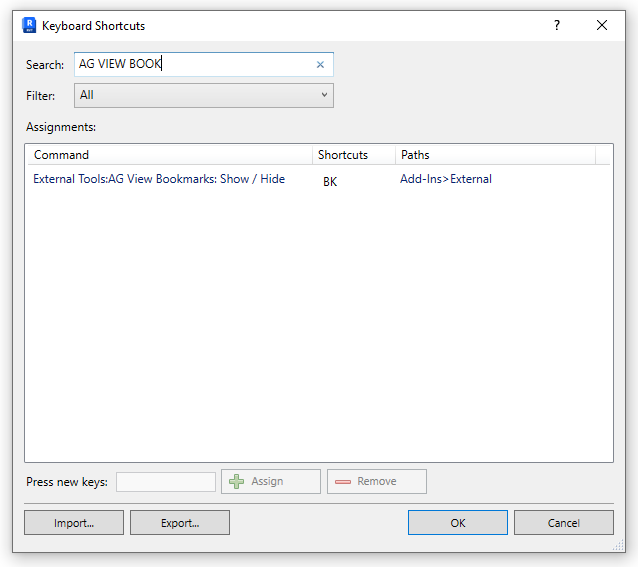 Keyboard Shortcuts ?
Search: AG VIEW BOOK
Filter: All
Assignments:
Command Shortcuts Paths
External Tools:AG View Bookmarks: Show / Hide BK Add-Ins>External
Press new keys: Assign Remove
Import... Export... OK Cancel